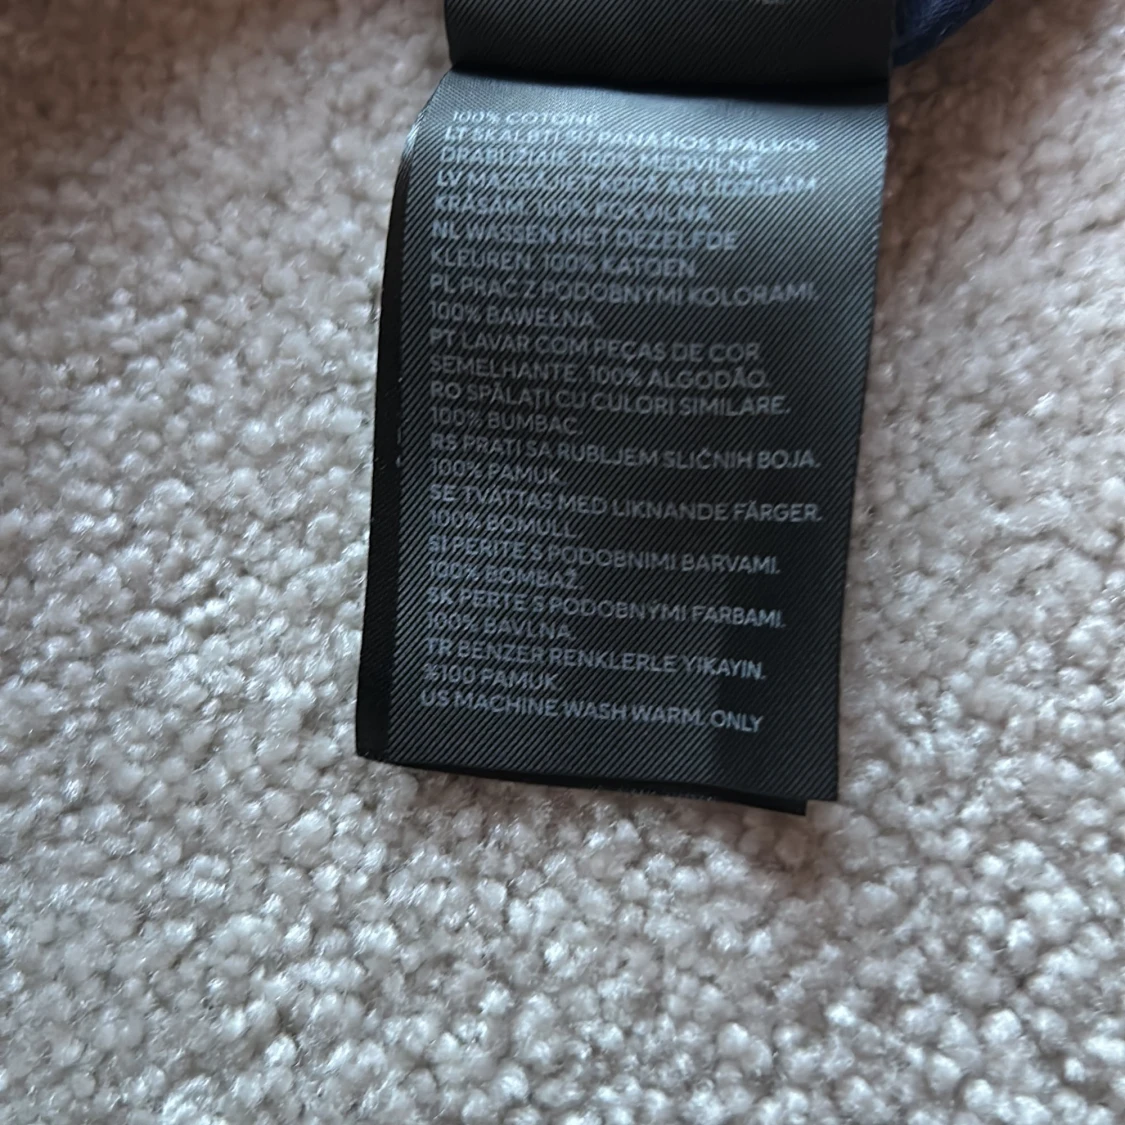 100% COTONE
LT SKALBTI SU PANAŠIOS SPALVOS
DRABUŽIAIS. 100% MEDVILNĖ.
LV MAZGĀJIET KOPĀ AR LĪDZĪGĀM
KRĀSĀM. 100% KOKVILNA
NL WASSEN MET DEZELFDE
KLEUREN. 100% KATOEN
PL PRAĆ Z PODOBNYMI KOLORAMI.
100% BAWEŁNA
PT LAVAR COM PEÇAS DE COR
SEMELHANTE. 100% ALGODÃO.
RO SPĂLAȚI CU CULORI SIMILARE.
100% BUMBAC.
RS PRATI SA RUBLJEM SLIČNIH BOJA.
100% PAMUK.
SE TVÄTTAS MED LIKNANDE FÄRGER.
100% BOMULL.
SI PERITE S PODOBNIMI BARVAMI.
100% BOMBAŽ.
SK PERTE S PODOBNÝMI FARBAMI.
100% BAVLNA.
TR BENZER RENKLERLE YIKAYIN.
%100 PAMUK
US MACHINE WASH WARM. ONLY